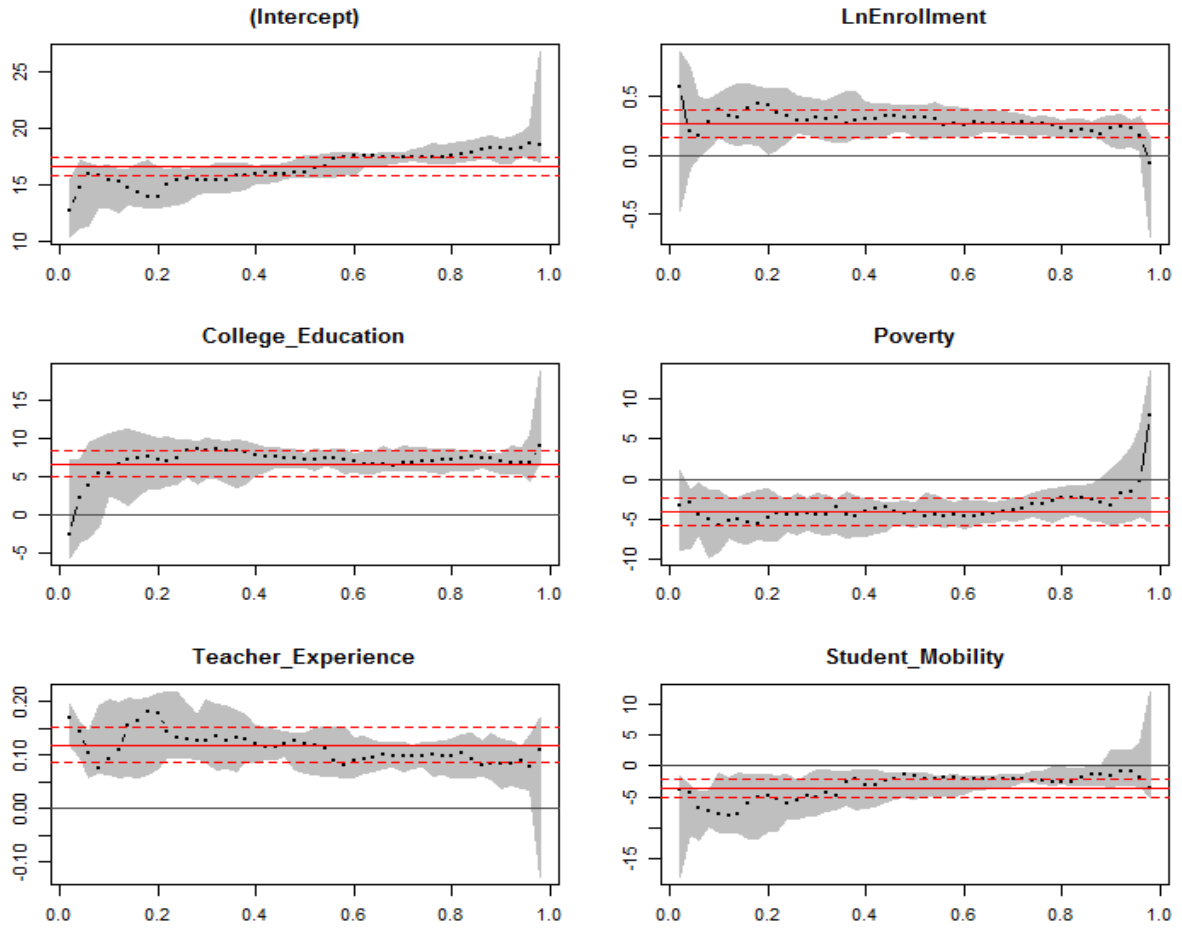 (Intercept)
25
20
15
10
0.0 0.2 0.4 0.6 0.8 1.0
LnEnrollment
0.5
0.0
-0.5
0.0 0.2 0.4 0.6 0.8 1.0
College_Education
15
10
5
0
-5
0.0 0.2 0.4 0.6 0.8 1.0
Poverty
10
5
0
-5
-10
0.0 0.2 0.4 0.6 0.8 1.0
Teacher_Experience
0.20
0.10
0.00
-0.10
0.0 0.2 0.4 0.6 0.8 1.0
Student_Mobility
10
5
0
-5
-15
0.0 0.2 0.4 0.6 0.8 1.0